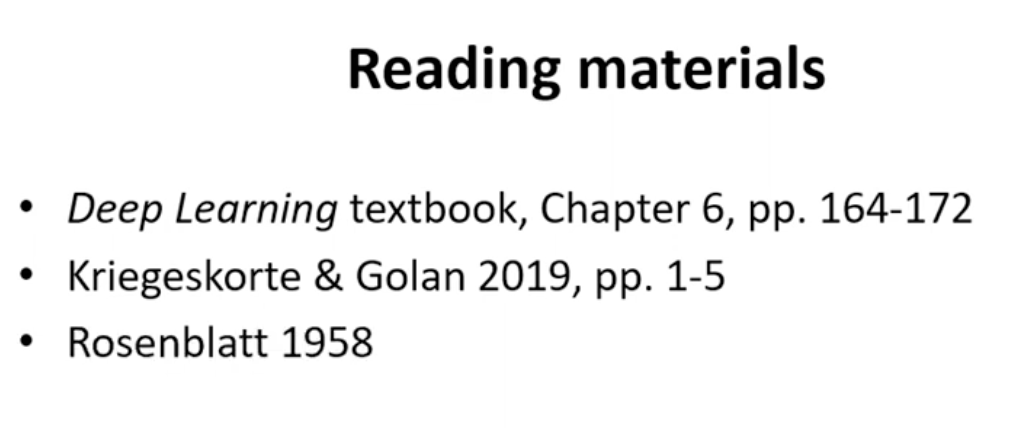 Reading materials
• Deep Learning textbook, Chapter 6, pp. 164-172
• Kriegeskorte & Golan 2019, pp. 1-5
• Rosenblatt 1958